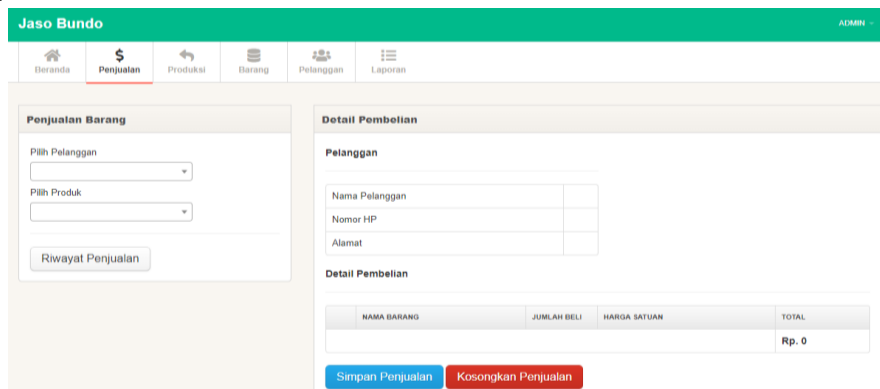 Jaso Bundo
ADMIN
Beranda Penjualan Produksi Barang Pelanggan Laporan
Penjualan Barang
Pilih Pelanggan
Pilih Produk
Riwayat Penjualan
Detail Pembelian
Pelanggan
Nama Pelanggan
Nomor HP
Alamat
Detail Pembelian
NAMA BARANG JUMLAH BELI HARGA SATUAN TOTAL
Rp. 0
Simpan Penjualan Kosongkan Penjualan